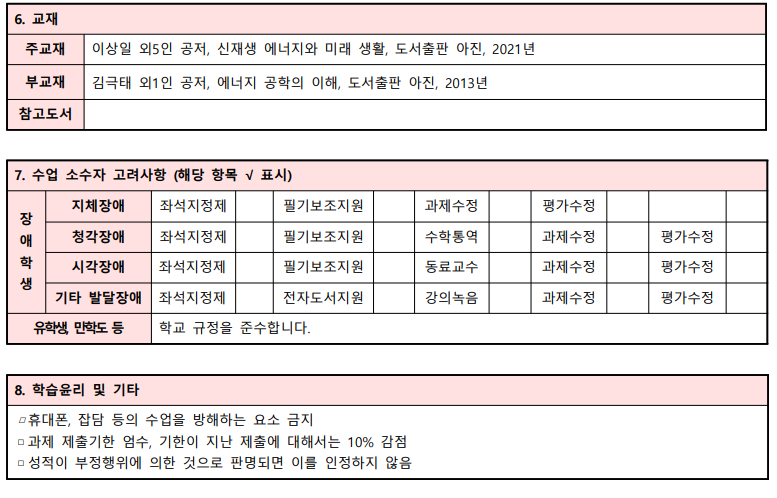 6. 교재
주교재 이상일 외5인 공저, 신재생 에너지와 미래 생활, 도서출판 아진, 2021년
부교재 김극태 외1인 공저, 에너지 공학의 이해, 도서출판 아진, 2013년
참고도서
7. 수업 소수자 고려사항 (해당 항목 √ 표시)
장애학생
지체장애 좌석지정제 필기보조지원 과제수정 평가수정
청각장애 좌석지정제 필기보조지원 수학통역 과제수정 평가수정
시각장애 좌석지정제 필기보조지원 동료교수 과제수정 평가수정
기타 발달장애 좌석지정제 전자도서지원 강의녹음 과제수정 평가수정
유학생, 만학도 등 학교 규정을 준수합니다.
8. 학습윤리 및 기타
▱휴대폰, 잡담 등의 수업을 방해하는 요소 금지
□ 과제 제출기한 엄수, 기한이 지난 제출에 대해서는 10% 감점
□ 성적이 부정행위에 의한 것으로 판명되면 이를 인정하지 않음